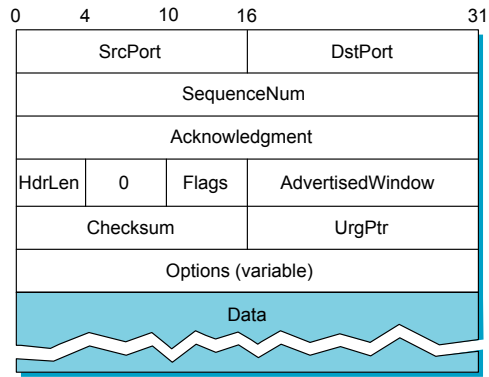 0 4 10 16 31
SrcPort DstPort
SequenceNum
Acknowledgment
HdrLen 0 Flags AdvertisedWindow
Checksum UrgPtr
Options (variable)
Data